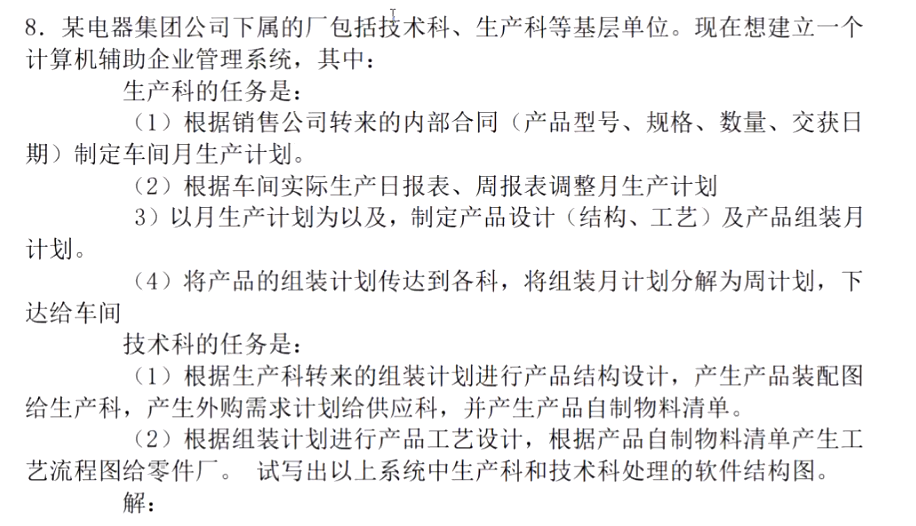 8．某电器集团公司下属的厂包括技术科、生产科等基层单位。现在想建立一个
计算机辅助企业管理系统，其中：
生产科的任务是：
（1）根据销售公司转来的内部合同（产品型号、规格、数量、交获日
期）制定车间月生产计划。
（2）根据车间实际生产日报表、周报表调整月生产计划
3）以月生产计划为以及，制定产品设计（结构、工艺）及产品组装月
计划。
（4）将产品的组装计划传达到各科，将组装月计划分解为周计划，下
达给车间
技术科的任务是：
（1）根据生产科转来的组装计划进行产品结构设计，产生产品装配图
给生产科，产生外购需求计划给供应科，并产生产品自制物料清单。
（2）根据组装计划进行产品工艺设计，根据产品自制物料清单产生工
艺流程图给零件厂。 试写出以上系统中生产科和技术科处理的软件结构图。
解：